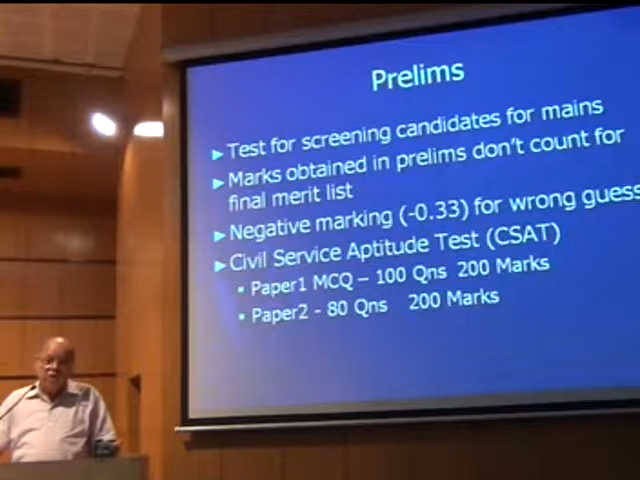 Prelims
Test for screening candidates for mains
Marks obtained in prelims don't count for
final merit list
Negative marking (-0.33) for wrong guess
Civil Service Aptitude Test (CSAT)
Paper1 MCQ – 100 Qns 200 Marks
Paper2 - 80 Qns 200 Marks